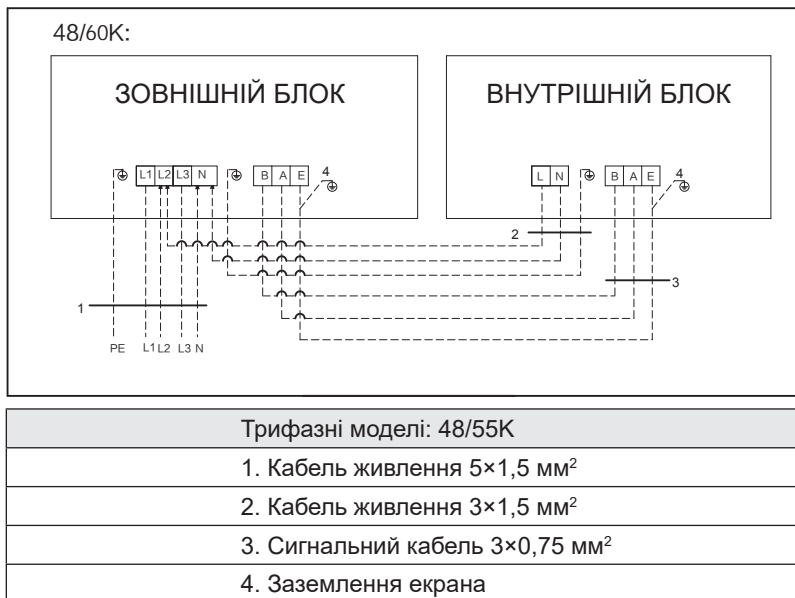 48/60K:
ЗОВНІШНІЙ БЛОК
ВНУТРІШНІЙ БЛОК
L1 L2 L3 N B A E 4
L N B A E 4
2
3
1
PE L1 L2 L3 N
Трифазні моделі: 48/55K
1. Кабель живлення 5×1,5 мм²
2. Кабель живлення 3×1,5 мм²
3. Сигнальний кабель 3×0,75 мм²
4. Заземлення екрана